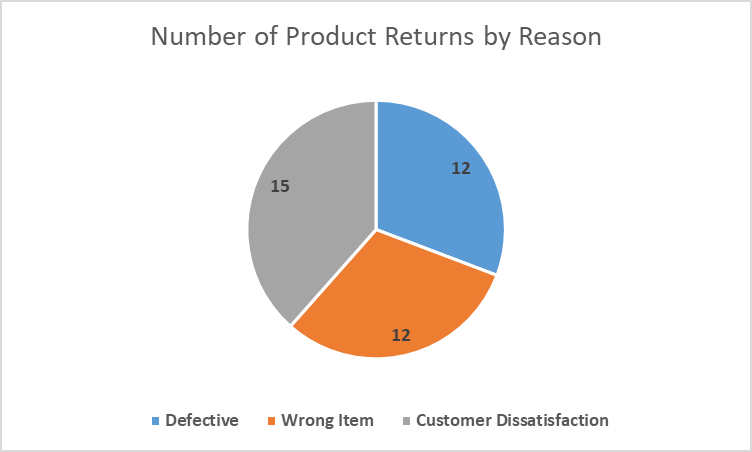 Number of Product Returns by Reason
12
15
12
Defective Wrong Item Customer Dissatisfaction